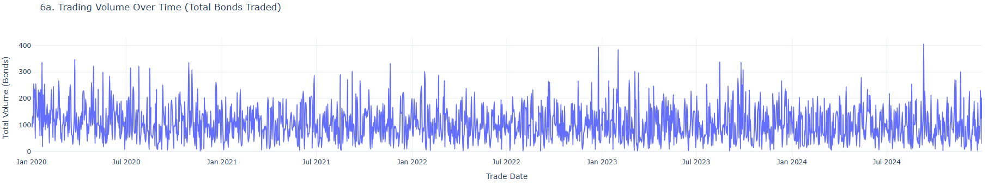 6a. Trading Volume Over Time (Total Bonds Traded)
Total Volume (Bonds)
400
300
200
100
0
Jan 2020 Jul 2020 Jan 2021 Jul 2021 Jan 2022 Jul 2022 Jan 2023 Jul 2023 Jan 2024 Jul 2024
Trade Date